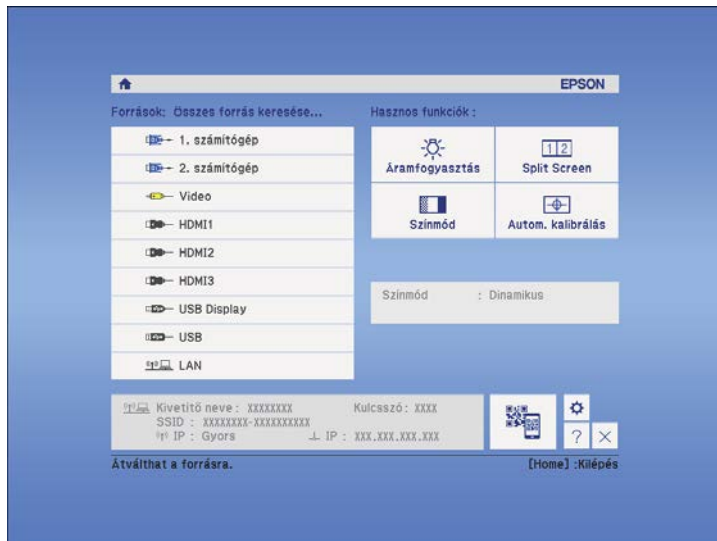 EPSON
Források: Összes forrás keresése...
1. számítógép
2. számítógép
Video
HDMI1
HDMI2
HDMI3
USB Display
USB
LAN
Hasznos funkciók :
Áramfogyasztás
1 2
Split Screen
Színmód
Autom. kalibrálás
Színmód : Dinamikus
Kivetítő neve : XXXXXXXX Kulcsszó : XXXX
SSID : XXXXXXXX-XXXXXXXXXX
IP : Gyors IP : XXX.XXX.XXX.XXX
?
Átválthat a forrásra. [Home] :Kilépés